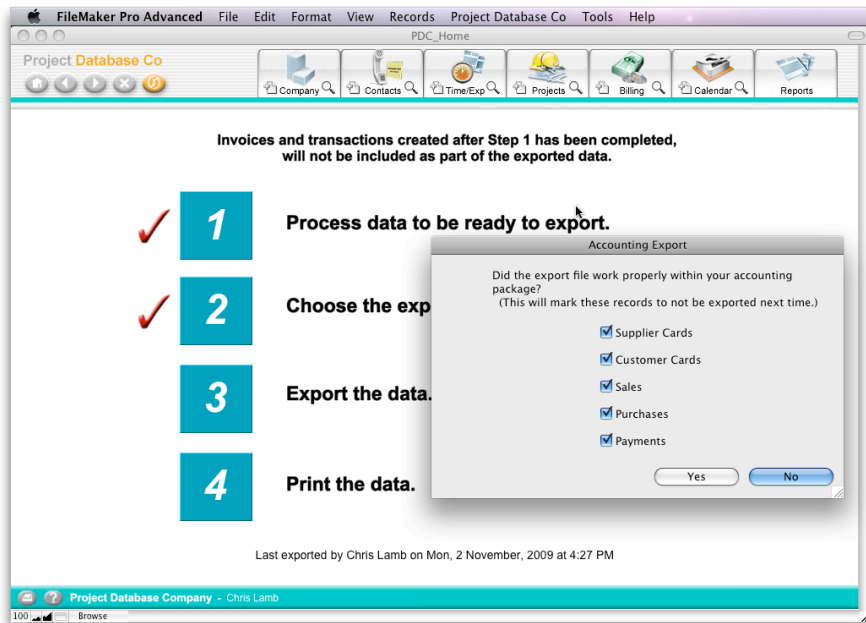 FileMaker Pro Advanced File Edit Format View Records Project Database Co Tools Help
PDC_Home
Project Database Co
Company Contacts Time/Exp Projects Billing Calendar Reports
Invoices and transactions created after Step 1 has been completed,
will not be included as part of the exported data.
1 Process data to be ready to export.
2 Choose the exp
3 Export the data.
4 Print the data.
Accounting Export
Did the export file work properly within your accounting
package?
(This will mark these records to not be exported next time.)
Supplier Cards
Customer Cards
Sales
Purchases
Payments
Yes No
Last exported by Chris Lamb on Mon, 2 November, 2009 at 4:27 PM
Project Database Company - Chris Lamb
100 Browse